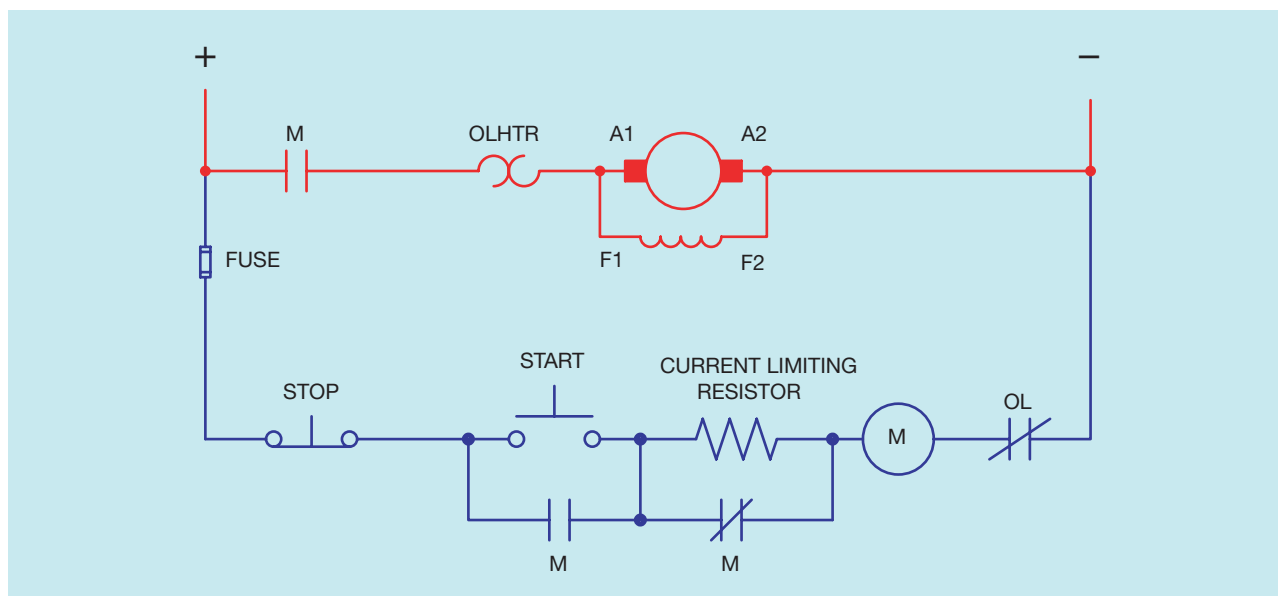 + −
M OLHTR A1 A2
FUSE F1 F2
START CURRENT LIMITING
RESISTOR
STOP OL
M
M M